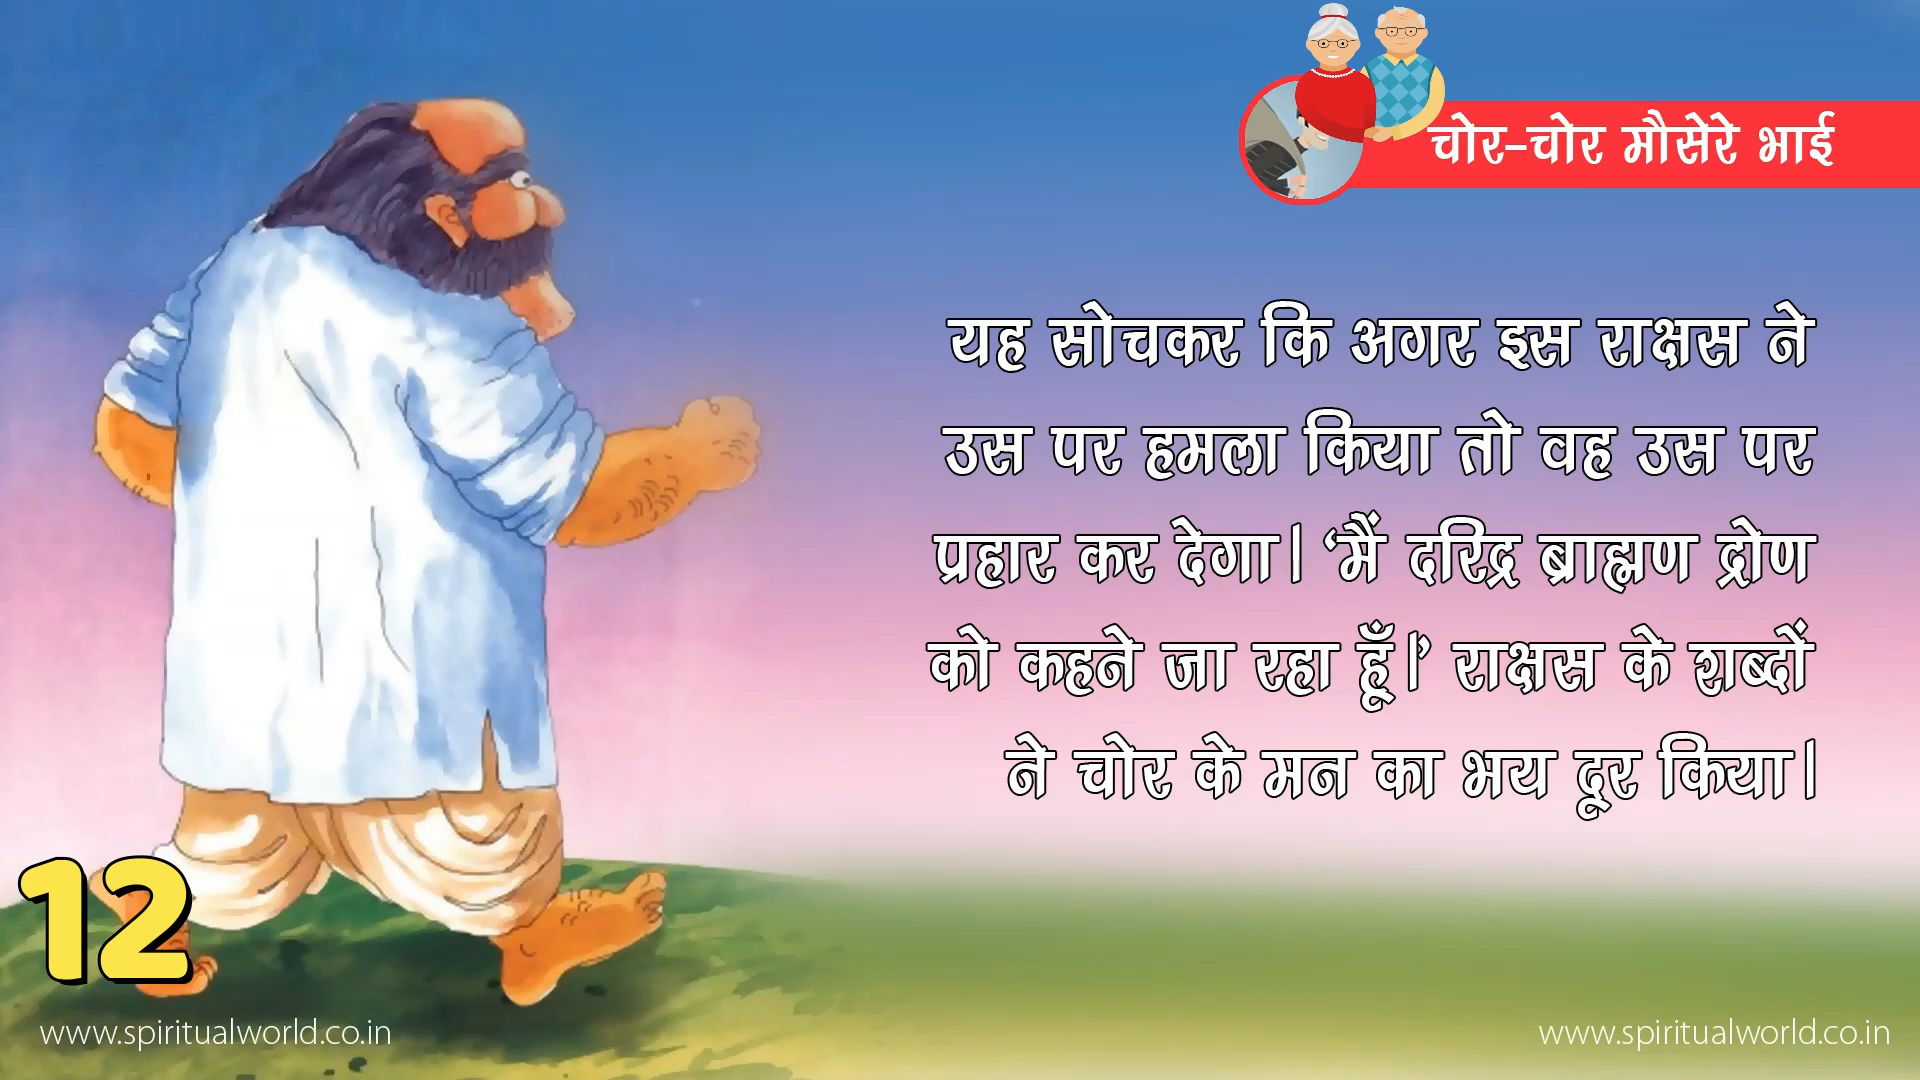 चोर-चोर मौसेरे भाई
यह सोचकर कि अगर इस राक्षस ने
उस पर हमला किया तो वह उस पर
प्रहार कर देगा। ‘मैं दरिद्र ब्राह्मण द्रोण
को कहने जा रहा हूँ।’ राक्षस के शब्दों
ने चोर के मन का भय दूर किया।
12
www.spiritualworld.co.in
www.spiritualworld.co.in